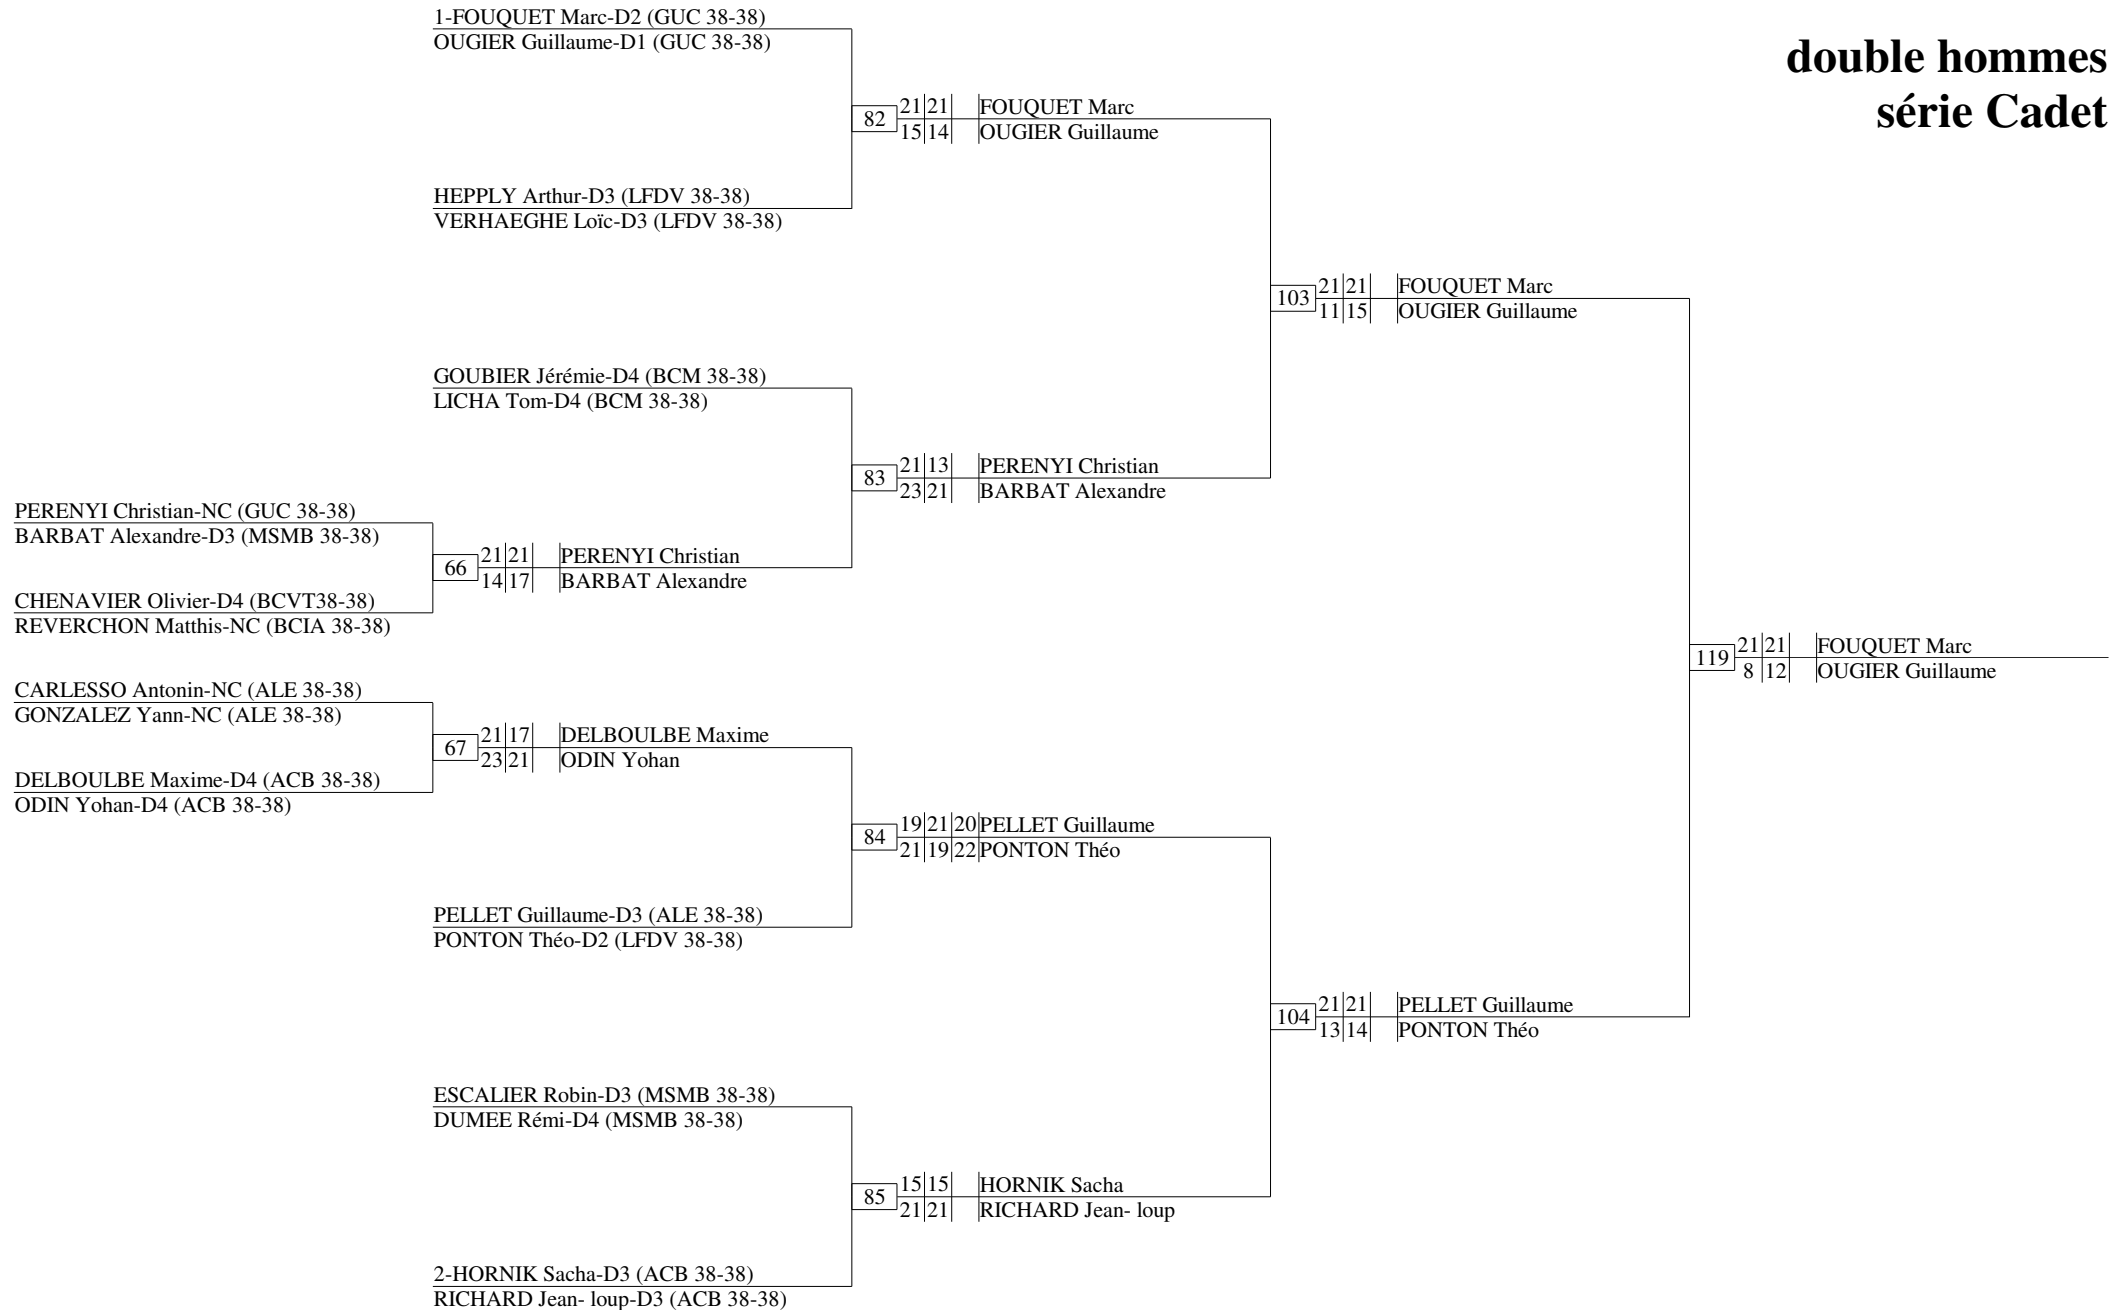 double hommes
série Cadet
1-FOUQUET Marc-D2 (GUC 38-38)
OUGIER Guillaume-D1 (GUC 38-38)
82
21 21
15 14
FOUQUET Marc
OUGIER Guillaume
HEPPLY Arthur-D3 (LFDV 38-38)
VERHAEGHE Loïc-D3 (LFDV 38-38)
103
21 21
11 15
FOUQUET Marc
OUGIER Guillaume
GOUBIER Jérémie-D4 (BCM 38-38)
LICHA Tom-D4 (BCM 38-38)
83
21 13
23 21
PERENYI Christian
BARBAT Alexandre
PERENYI Christian-NC (GUC 38-38)
BARBAT Alexandre-D3 (MSMB 38-38)
66
21 21
14 17
PERENYI Christian
BARBAT Alexandre
CHENAVIER Olivier-D4 (BCVT38-38)
REVERCHON Matthis-NC (BCIA 38-38)
119
21 21
8 12
FOUQUET Marc
OUGIER Guillaume
CARLESSO Antonin-NC (ALE 38-38)
GONZALEZ Yann-NC (ALE 38-38)
67
21 17
23 21
DELBOULBE Maxime
ODIN Yohan
DELBOULBE Maxime-D4 (ACB 38-38)
ODIN Yohan-D4 (ACB 38-38)
84
19 21 20
21 19 22
PELLET Guillaume
PONTON Théo
PELLET Guillaume-D3 (ALE 38-38)
PONTON Théo-D2 (LFDV 38-38)
104
21 21
13 14
PELLET Guillaume
PONTON Théo
ESCALIER Robin-D3 (MSMB 38-38)
DUMEE Rémi-D4 (MSMB 38-38)
85
15 15
21 21
HORNIK Sacha
RICHARD Jean- loup
2-HORNIK Sacha-D3 (ACB 38-38)
RICHARD Jean- loup-D3 (ACB 38-38)